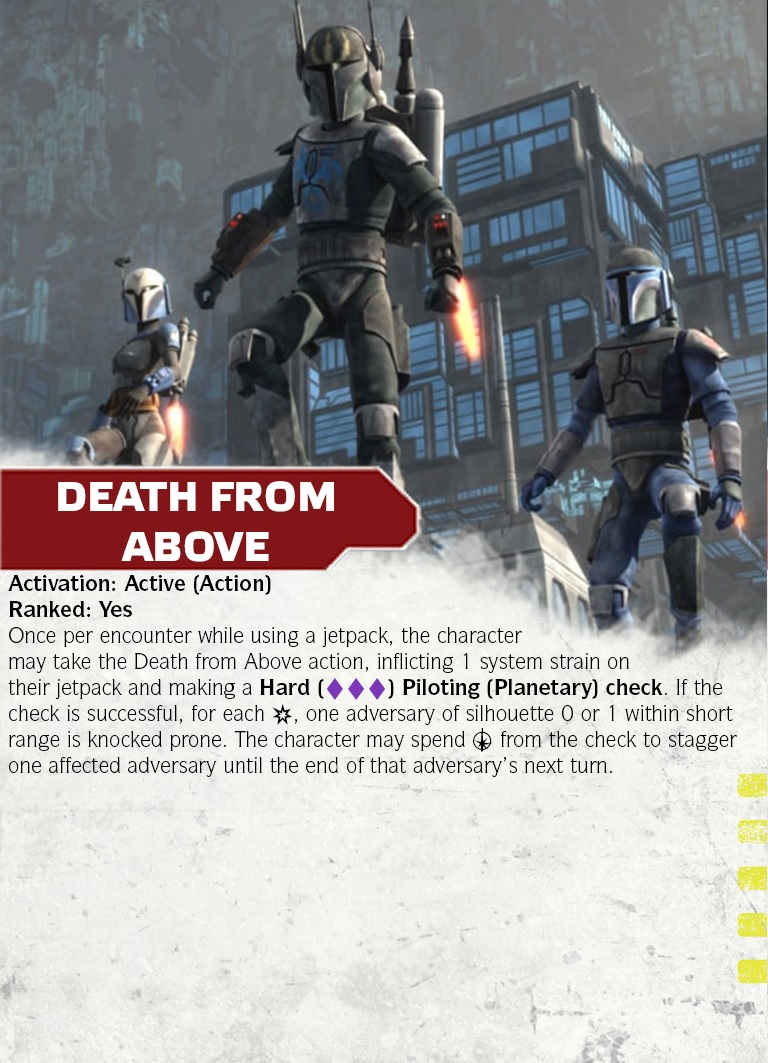 DEATH FROM
ABOVE
Activation: Active (Action)
Ranked: Yes
Once per encounter while using a jetpack, the character
may take the Death from Above action, inflicting 1 system strain on
their jetpack and making a Hard (♦♦♦) Piloting (Planetary) check. If the
check is successful, for each , one adversary of silhouette 0 or 1 within short
range is knocked prone. The character may spend from the check to stagger
one affected adversary until the end of that adversary's next turn.